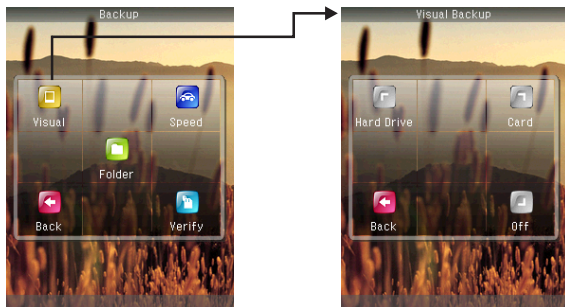 Backup
Visual
Speed
Folder
Back
Verify
Visual Backup
Hard Drive
Card
Back
Off